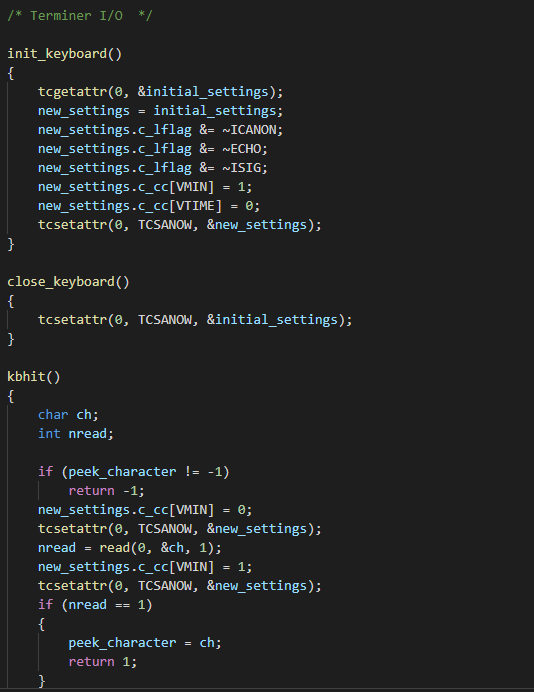 /* Terminer I/O  */
init_keyboard()
{
    tcgetattr(0, &initial_settings);
    new_settings = initial_settings;
    new_settings.c_lflag &= ~ICANON;
    new_settings.c_lflag &= ~ECHO;
    new_settings.c_lflag &= ~ISIG;
    new_settings.c_cc[VMIN] = 1;
    new_settings.c_cc[VTIME] = 0;
    tcsetattr(0, TCSANOW, &new_settings);
}
close_keyboard()
{
    tcsetattr(0, TCSANOW, &initial_settings);
}
kbhit()
{
    char ch;
    int nread;
    if (peek_character != -1)
        return -1;
    new_settings.c_cc[VMIN] = 0;
    tcsetattr(0, TCSANOW, &new_settings);
    nread = read(0, &ch, 1);
    new_settings.c_cc[VMIN] = 1;
    tcsetattr(0, TCSANOW, &new_settings);
    if (nread == 1)
    {
        peek_character = ch;
        return 1;
    }